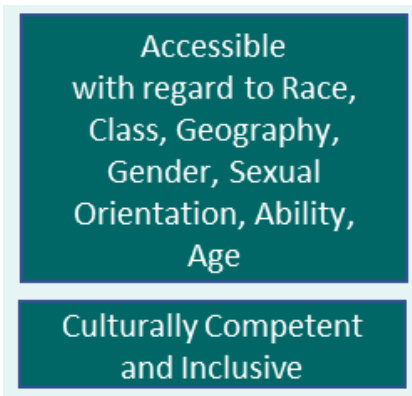 Accessible
with regard to Race,
Class, Geography,
Gender, Sexual
Orientation, Ability,
Age
Culturally Competent
and Inclusive